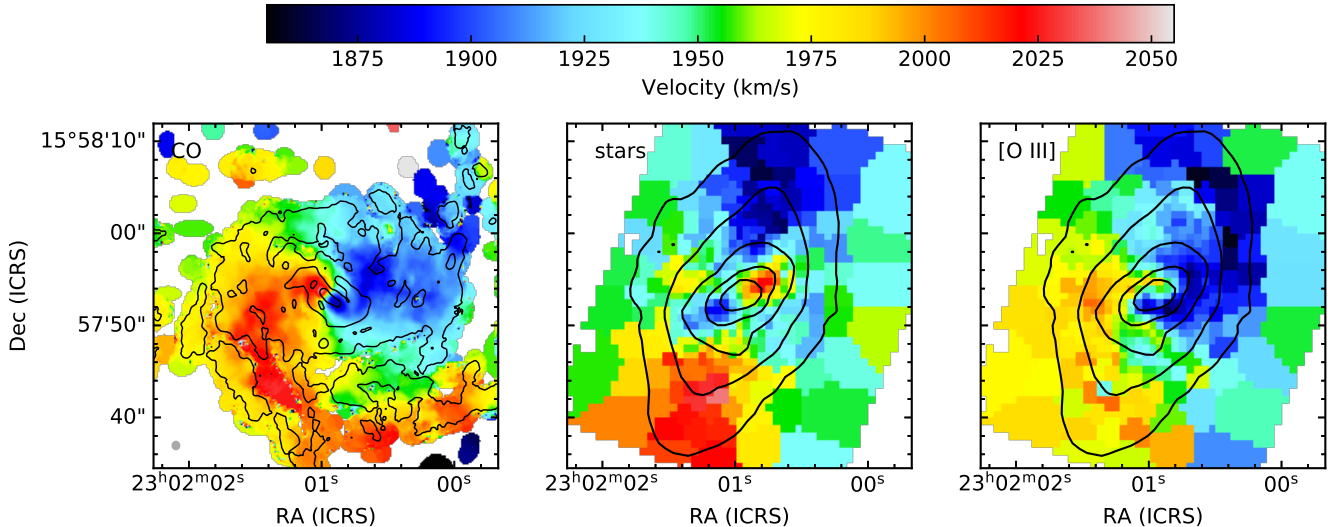 1875 1900 1925 1950 1975 2000 2025 2050
Velocity (km/s)
CO
stars
[O III]
15°58'10"
00"
57'50"
40"
Dec (ICRS)
23ʰ02ᵐ02ˢ 01ˢ 00ˢ
23ʰ02ᵐ02ˢ 01ˢ 00ˢ
23ʰ02ᵐ02ˢ 01ˢ 00ˢ
RA (ICRS)
RA (ICRS)
RA (ICRS)